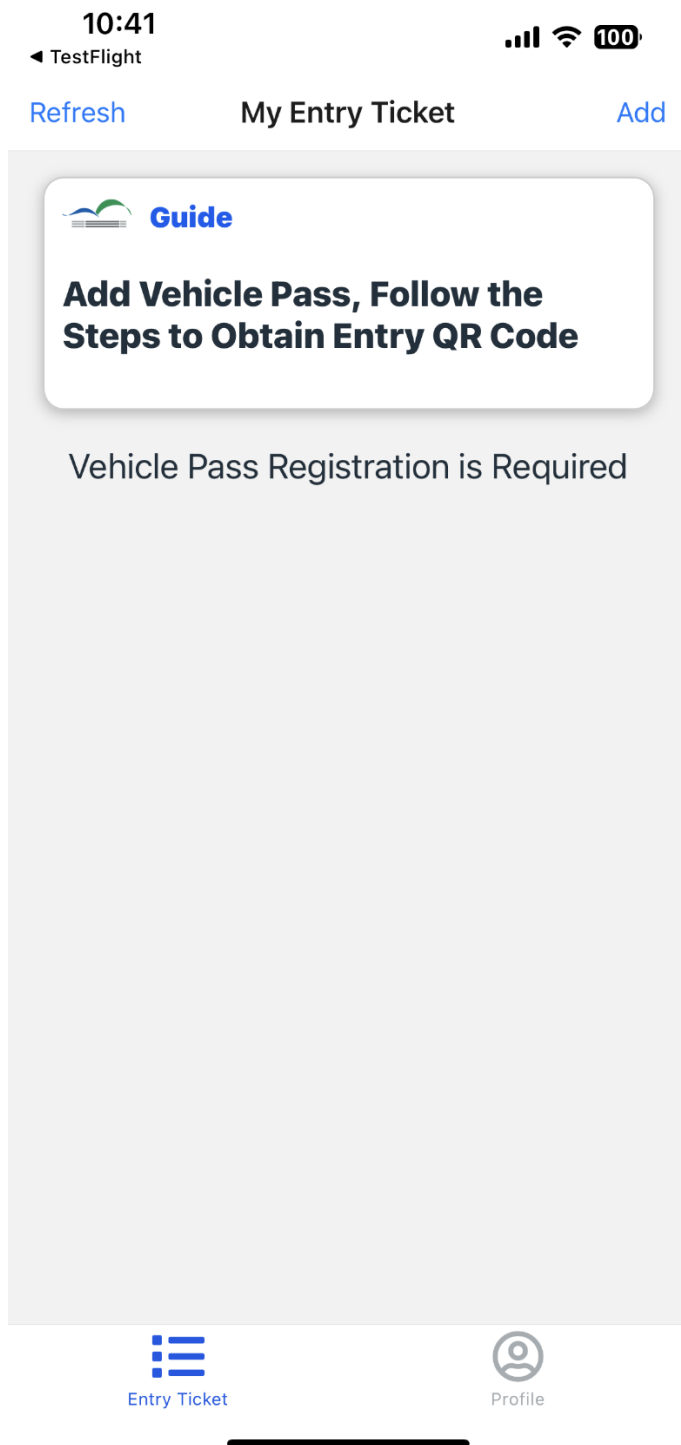 10:41
◀ TestFlight
100
Refresh
My Entry Ticket
Add
Guide
Add Vehicle Pass, Follow the
Steps to Obtain Entry QR Code
Vehicle Pass Registration is Required
Entry Ticket
Profile